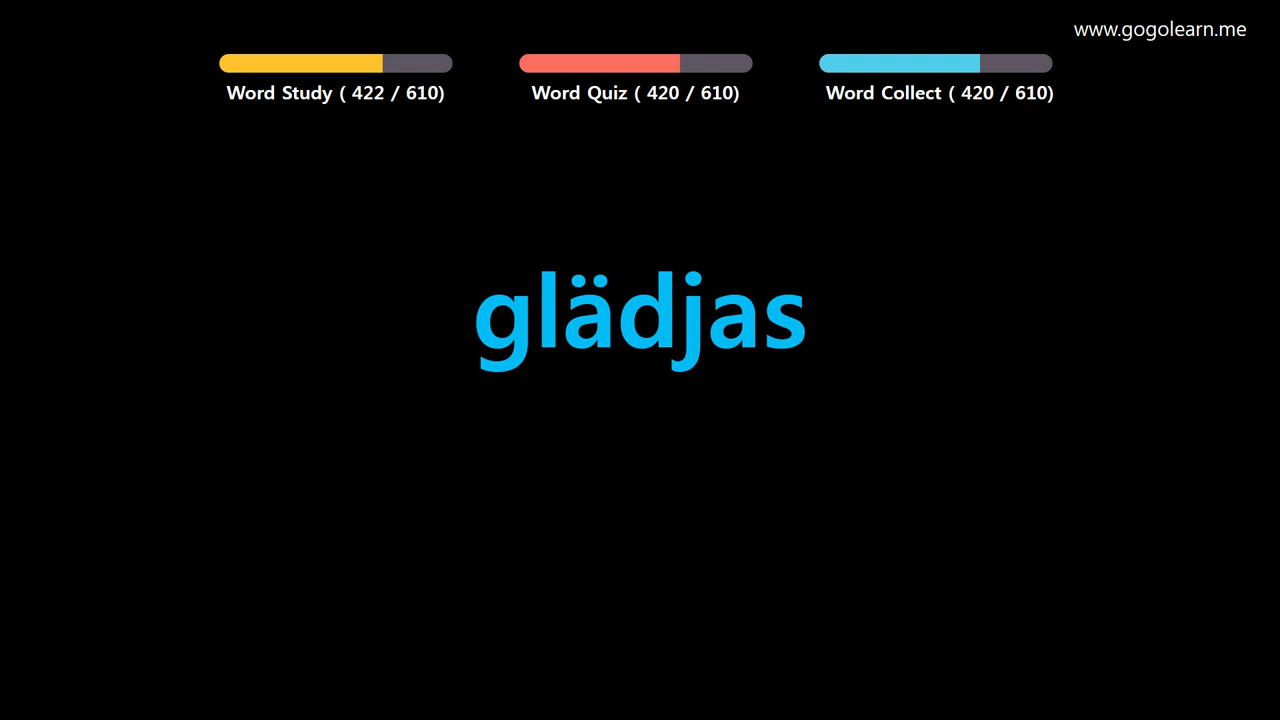 www.gogolearn.me
Word Study ( 422 / 610)
Word Quiz ( 420 / 610)
Word Collect ( 420 / 610)
glädjas